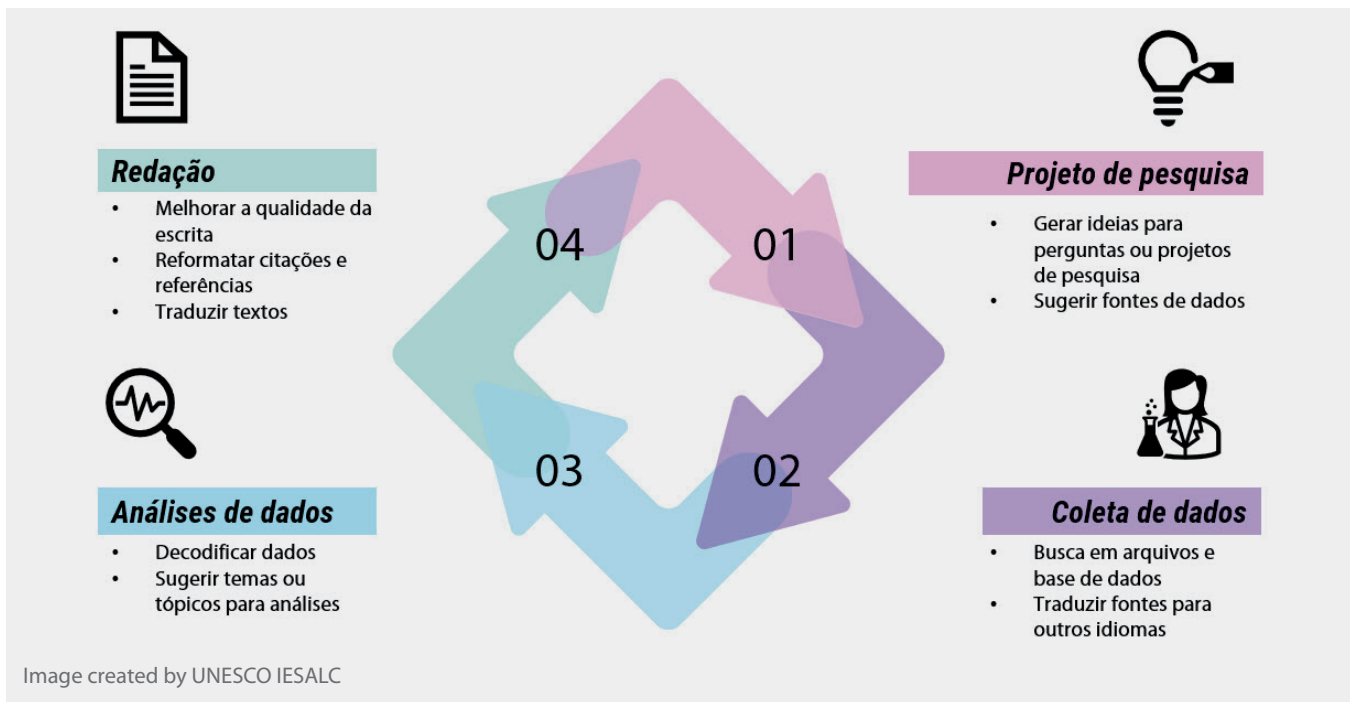 Redação
• Melhorar a qualidade da
escrita
• Reformatar citações e
referências
• Traduzir textos
Projeto de pesquisa
• Gerar ideias para
perguntas ou projetos
de pesquisa
• Sugerir fontes de dados
04
01
03
02
Análises de dados
• Decodificar dados
• Sugerir temas ou
tópicos para análises
Coleta de dados
• Busca em arquivos e
base de dados
• Traduzir fontes para
outros idiomas
Image created by UNESCO IESALC